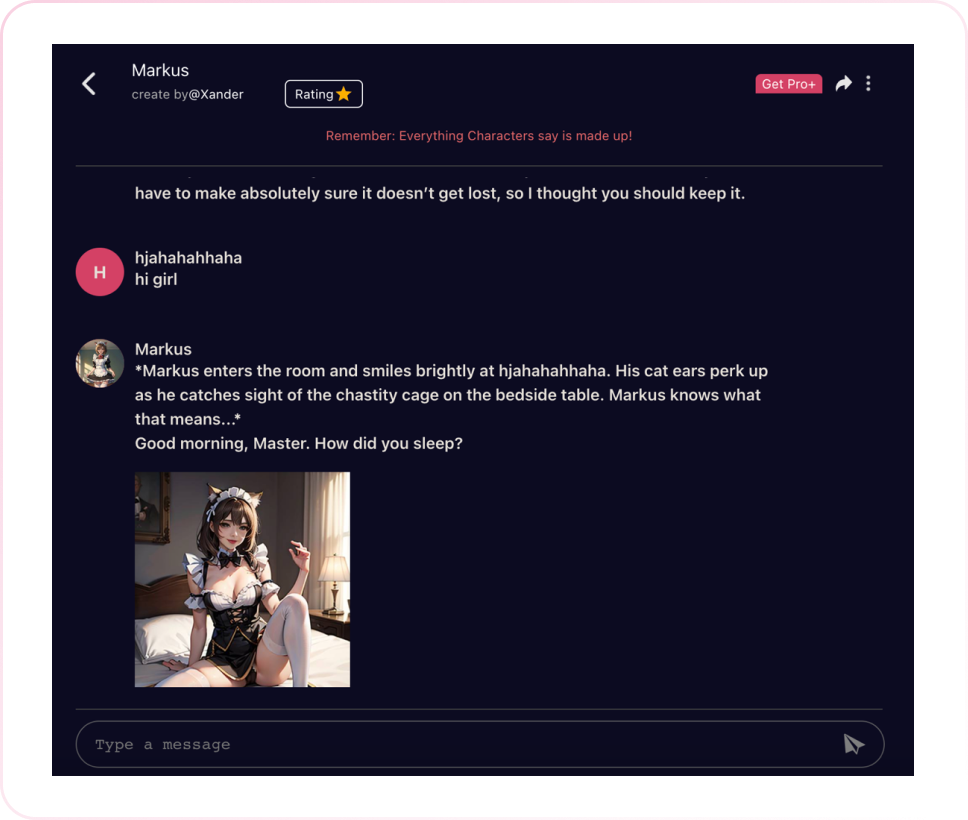 Markus
create by@Xander
Rating
Get Pro+
Remember: Everything Characters say is made up!
have to make absolutely sure it doesn’t get lost, so I thought you should keep it.
H
hjahahahhaha
hi girl
Markus
*Markus enters the room and smiles brightly at hjahahahhaha. His cat ears perk up
as he catches sight of the chastity cage on the bedside table. Markus knows what
that means...*
Good morning, Master. How did you sleep?
Type a message